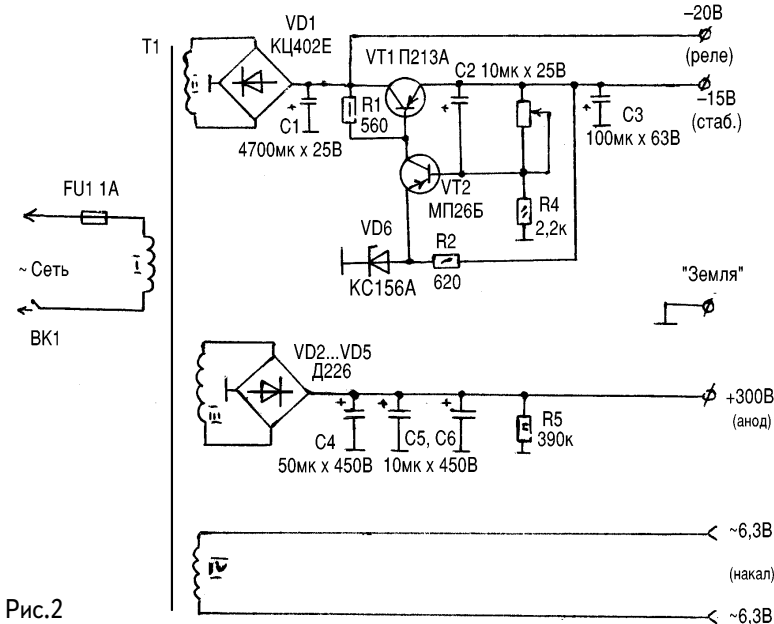 –20В
VD1
КЦ402Е
T1
(реле)
VT1 П213А
C2 10мк x 25В
II
R1
560
+
C1
4700мк x 25В
+
+
C3
100мк x 63В
–15В
(стаб.)
VT2
МП26Б
FU1 1А
R4
2,2к
VD6
R2
620
КС156А
I
~ Сеть
ВК1
"Земля"
VD2...VD5
Д226
III
+
+
+
C4
50мк x 450В
C5, C6
10мк x 450В
R5
390к
+300В
(анод)
~6,3В
IV
(накал)
~6,3В
Рис.2